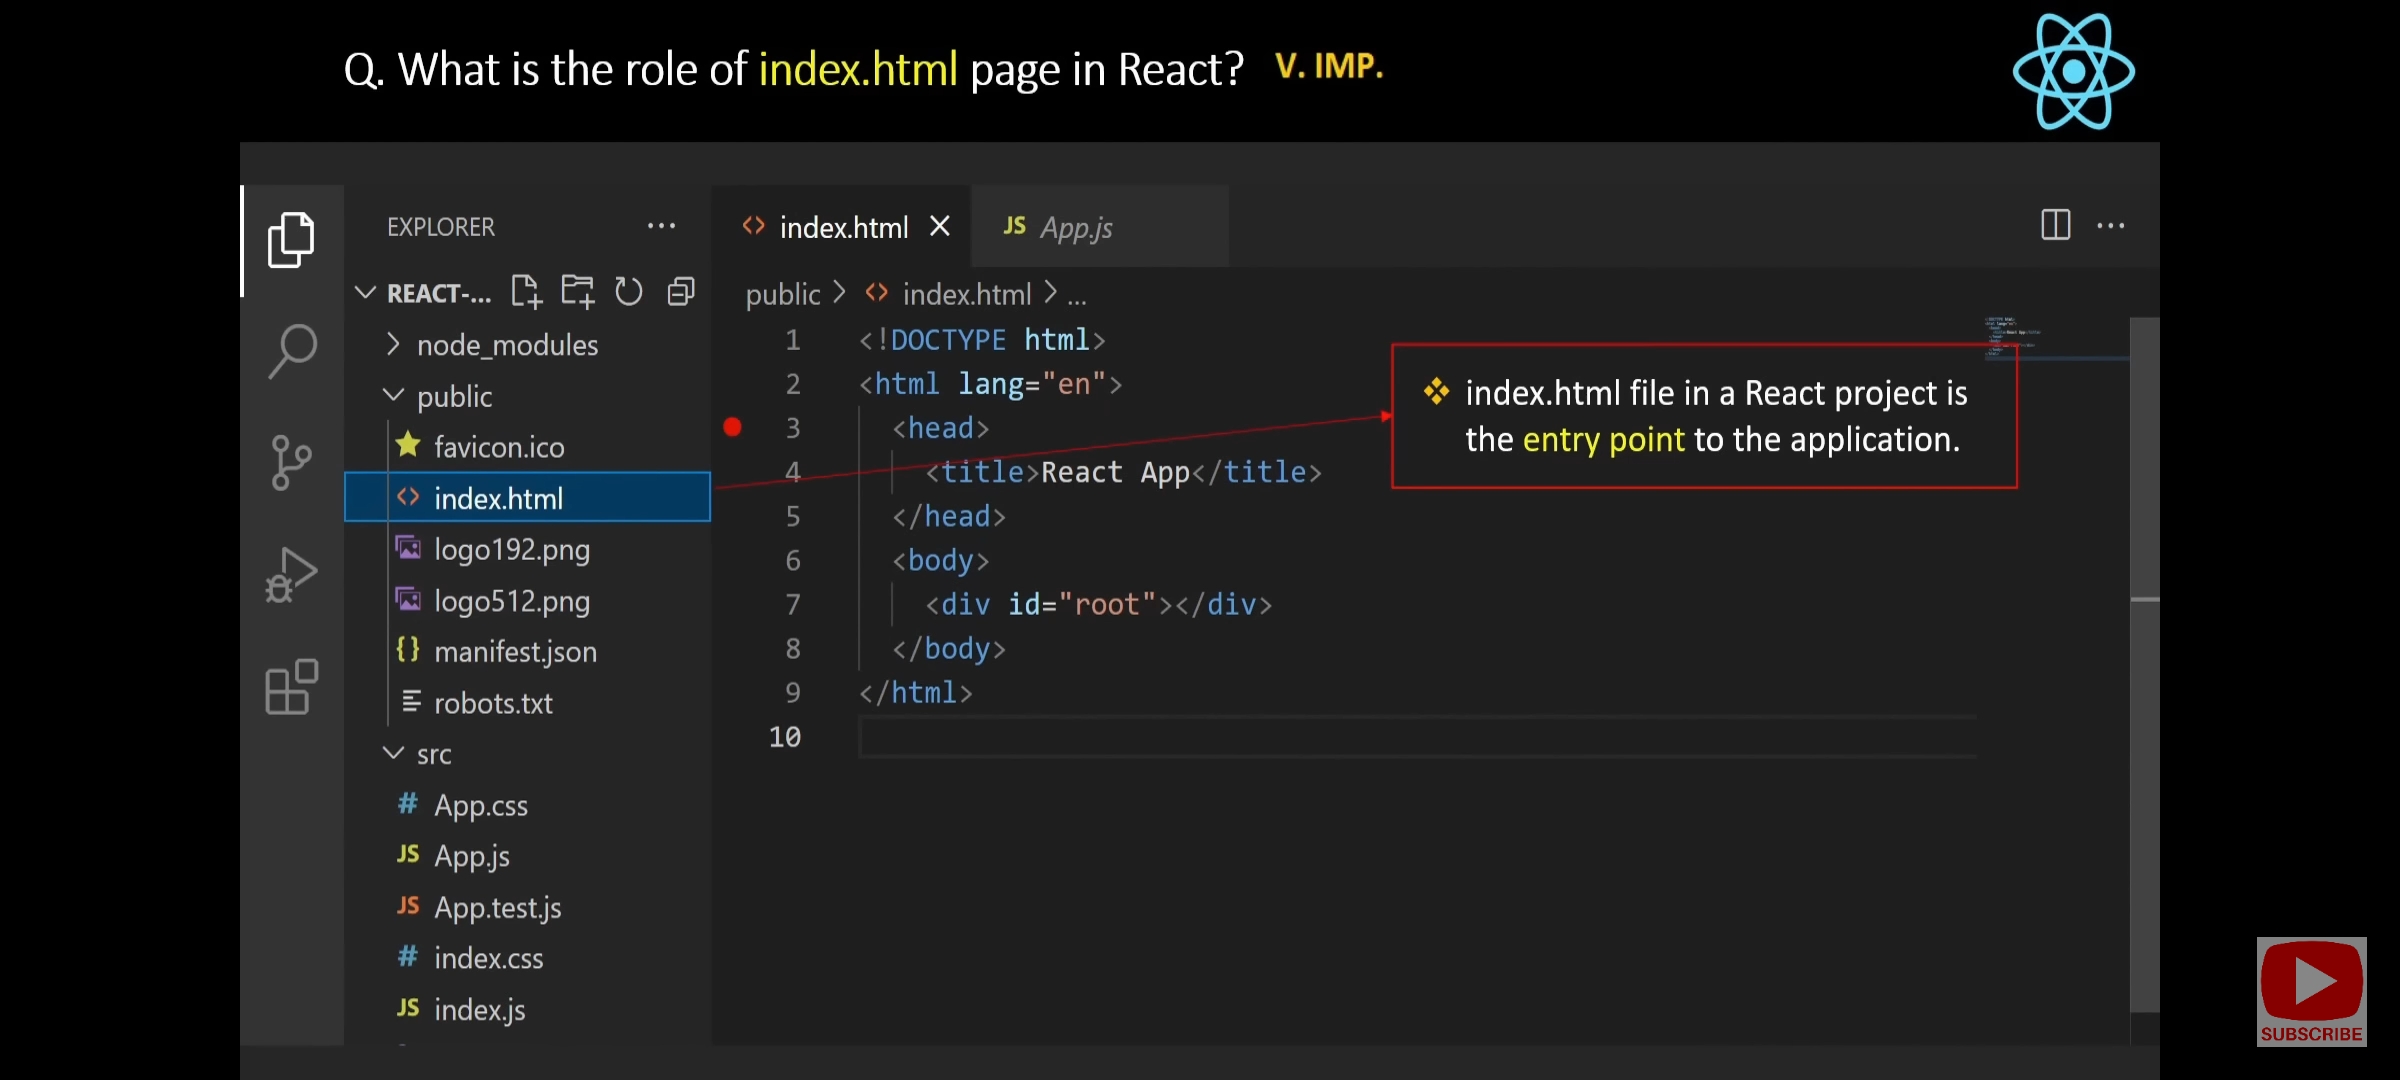 Q. What is the role of index.html page in React? V. IMP.
EXPLORER
REACT-...
node_modules
public
favicon.ico
index.html
logo192.png
logo512.png
manifest.json
robots.txt
src
App.css
App.js
App.test.js
index.css
index.js
index.html
JS App.js
public > index.html > ...
1 <!DOCTYPE html>
2 <html lang="en">
3 <head>
4 <title>React App</title>
5 </head>
6 <body>
7 <div id="root"></div>
8 </body>
9 </html>
10
index.html file in a React project is
the entry point to the application.
SUBSCRIBE